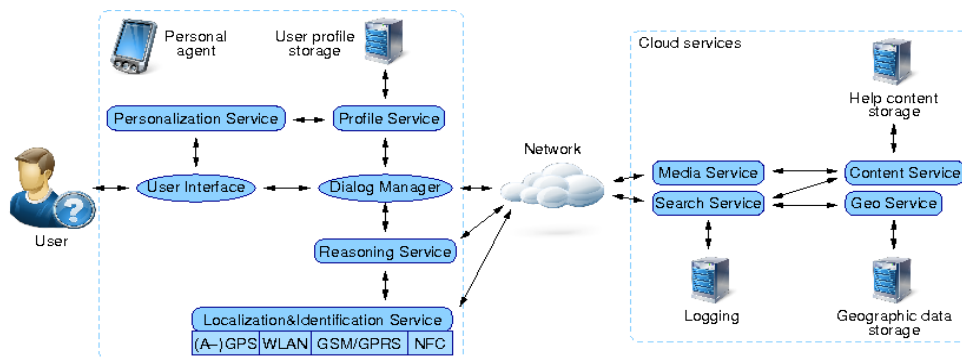 Personal
agent
User profile
storage
Cloud services
Help content
storage
Personalization Service
Profile Service
Network
Media Service
Content Service
User Interface
Dialog Manager
Search Service
Geo Service
User
?
Reasoning Service
Localization&Identification Service
(A-)GPS WLAN GSM/GPRS NFC
Logging
Geographic data
storage